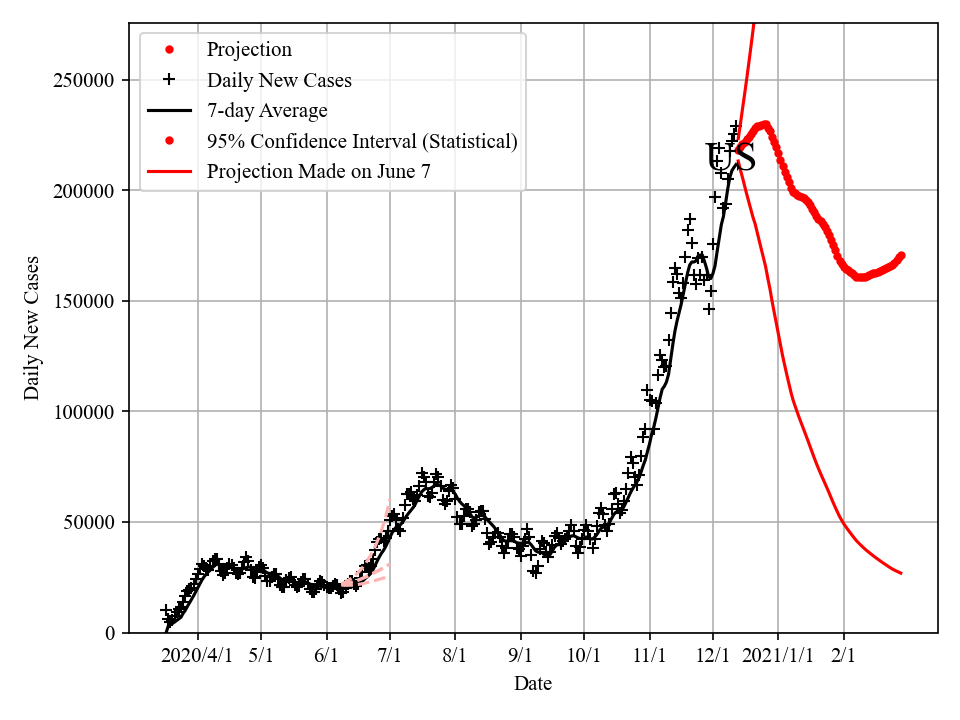 Projection
Daily New Cases
7-day Average
95% Confidence Interval (Statistical)
Projection Made on June 7
US
250000
200000
150000
100000
50000
0
Daily New Cases
2020/4/1 5/1 6/1 7/1 8/1 9/1 10/1 11/1 12/1 2021/1/1 2/1
Date